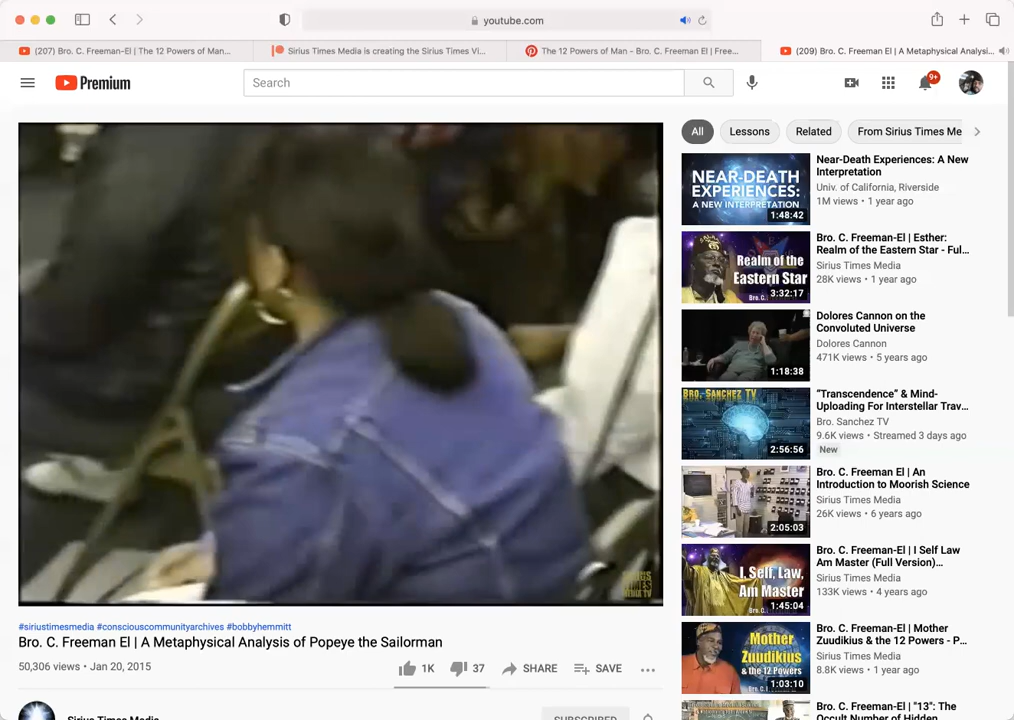 youtube.com
(207) Bro. C. Freeman-El | The 12 Powers of Man...
Sirius Times Media is creating the Sirius Times Vi...
The 12 Powers of Man - Bro. C. Freeman El | Free...
(209) Bro. C. Freeman El | A Metaphysical Analysi...
Premium
Search
9+
All
Lessons
Related
From Sirius Times Me
NEAR-DEATH
EXPERIENCES:
A NEW INTERPRETATION
1:48:42
Near-Death Experiences: A New
Interpretation
Univ. of California, Riverside
1M views • 1 year ago
Realm of the
Eastern Star
Bro. C.
3:32:17
Bro. C. Freeman-El | Esther:
Realm of the Eastern Star - Ful...
Sirius Times Media
28K views • 1 year ago
1:18:38
Dolores Cannon on the
Convoluted Universe
Dolores Cannon
471K views • 5 years ago
BRO. SANCHEZ TV
2:56:56
“Transcendence” & Mind-
Uploading For Interstellar Trav...
Bro. Sanchez TV
9.6K views • Streamed 3 days ago
New
2:05:03
Bro. C. Freeman El | An
Introduction to Moorish Science
Sirius Times Media
26K views • 6 years ago
I, Self, Law,
Am Master
1:45:04
Bro. C. Freeman-El | I Self Law
Am Master (Full Version)...
Sirius Times Media
133K views • 4 years ago
Mother
Zuudikius
& the 12 Powers
1:03:10
Bro. C. Freeman-El | Mother
Zuudikius & the 12 Powers - P...
Sirius Times Media
8.8K views • 1 year ago
Bro. C. Freeman-El | "13": The
Occult Number of Hidden
SIRIUS
TIMES
MEDIA TV
#siriustimesmedia #consciouscommunityarchives #bobbyhemmitt
Bro. C. Freeman El | A Metaphysical Analysis of Popeye the Sailorman
50,306 views • Jan 20, 2015
1K
37
SHARE
SAVE
Sirius Times Media
SUBSCRIBED